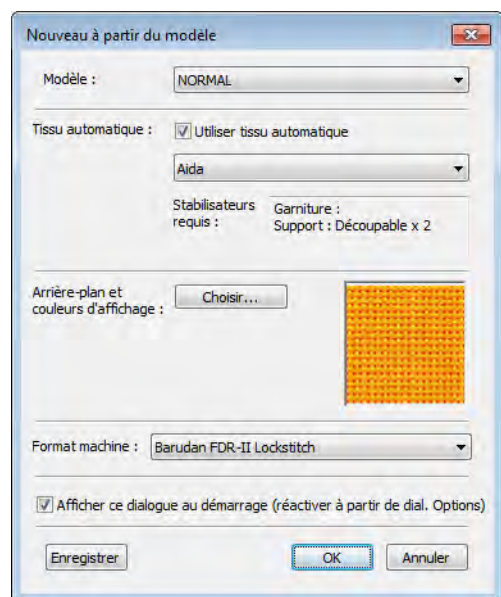 Nouveau à partir du modèle
Modèle : NORMAL
Tissu automatique : Utiliser tissu automatique
Aida
Stabilisateurs requis :
Garniture :
Support : Découpable x 2
Arrière-plan et couleurs d'affichage : Choisir...
Format machine : Barudan FDR-II Lockstitch
Afficher ce dialogue au démarrage (réactiver à partir de dial. Options)
Enregistrer OK Annuler